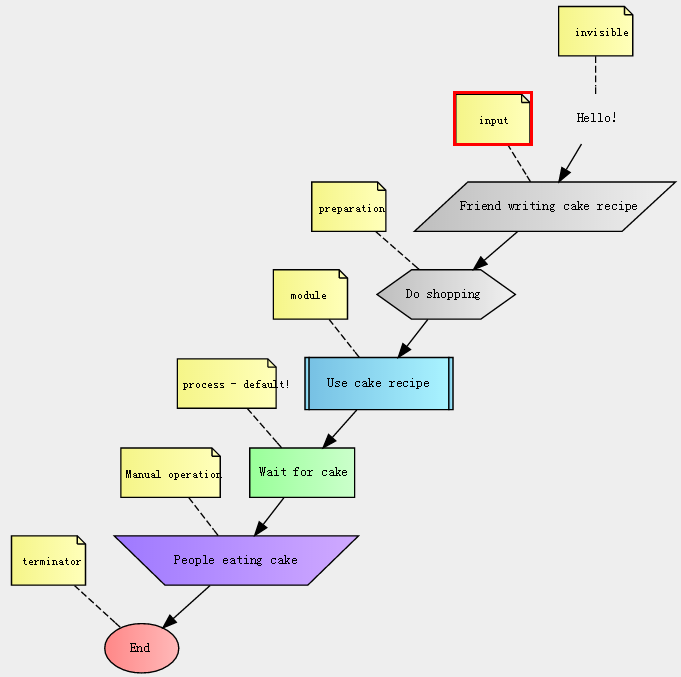 invisible
Hello!
input
Friend writing cake recipe
preparation
Do shopping
module
Use cake recipe
process - default!
Wait for cake
Manual operation
People eating cake
terminator
End